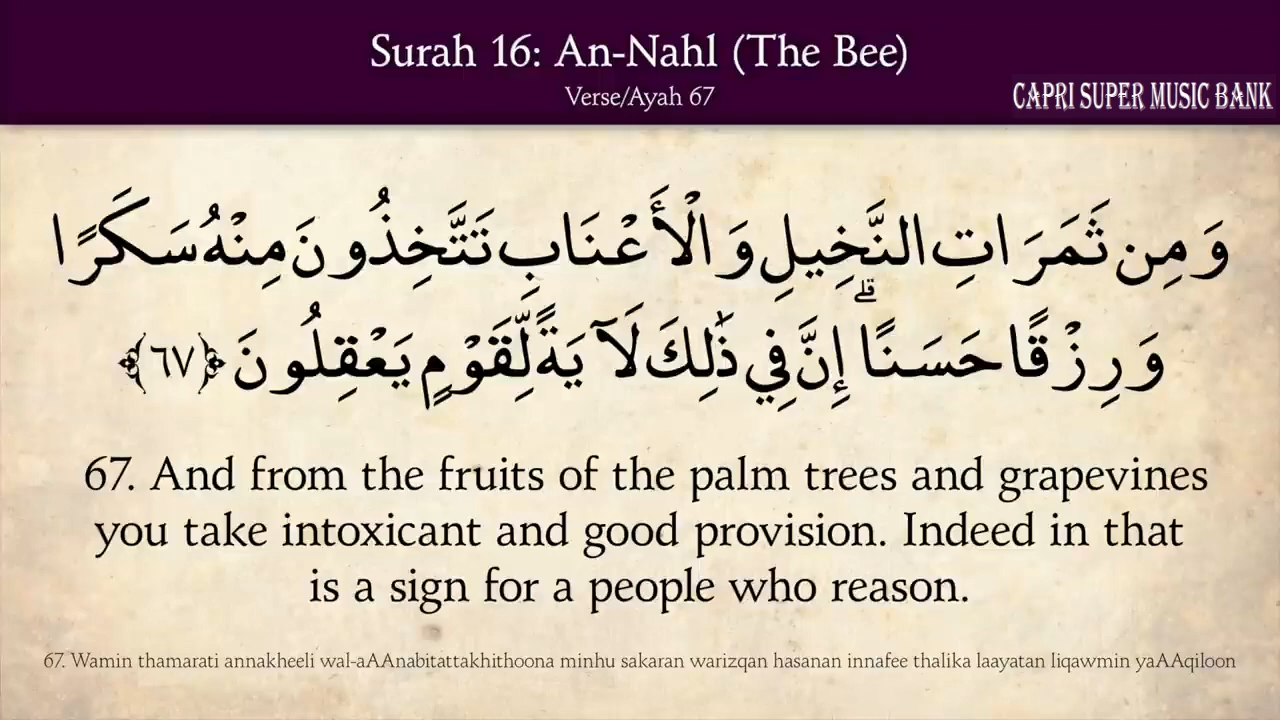 Surah 16: An-Nahl (The Bee)
Verse/Ayah 67
CAPRI SUPER MUSIC BANK
وَمِن ثَمَرَاتِ النَّخِيلِ وَالْأَعْنَابِ تَتَّخِذُونَ مِنْهُ سَكَرًا
وَرِزْقًا حَسَنًا ۗ إِنَّ فِي ذَٰلِكَ لَآيَةً لِّقَوْمٍ يَعْقِلُونَ ﴿٦٧﴾
67. And from the fruits of the palm trees and grapevines
you take intoxicant and good provision. Indeed in that
is a sign for a people who reason.
67. Wamin thamarati annakheeli wal-aAAnabitattakhithoona minhu sakaran warizqan hasanan innafee thalika laayatan liqawmin yaAAqiloon